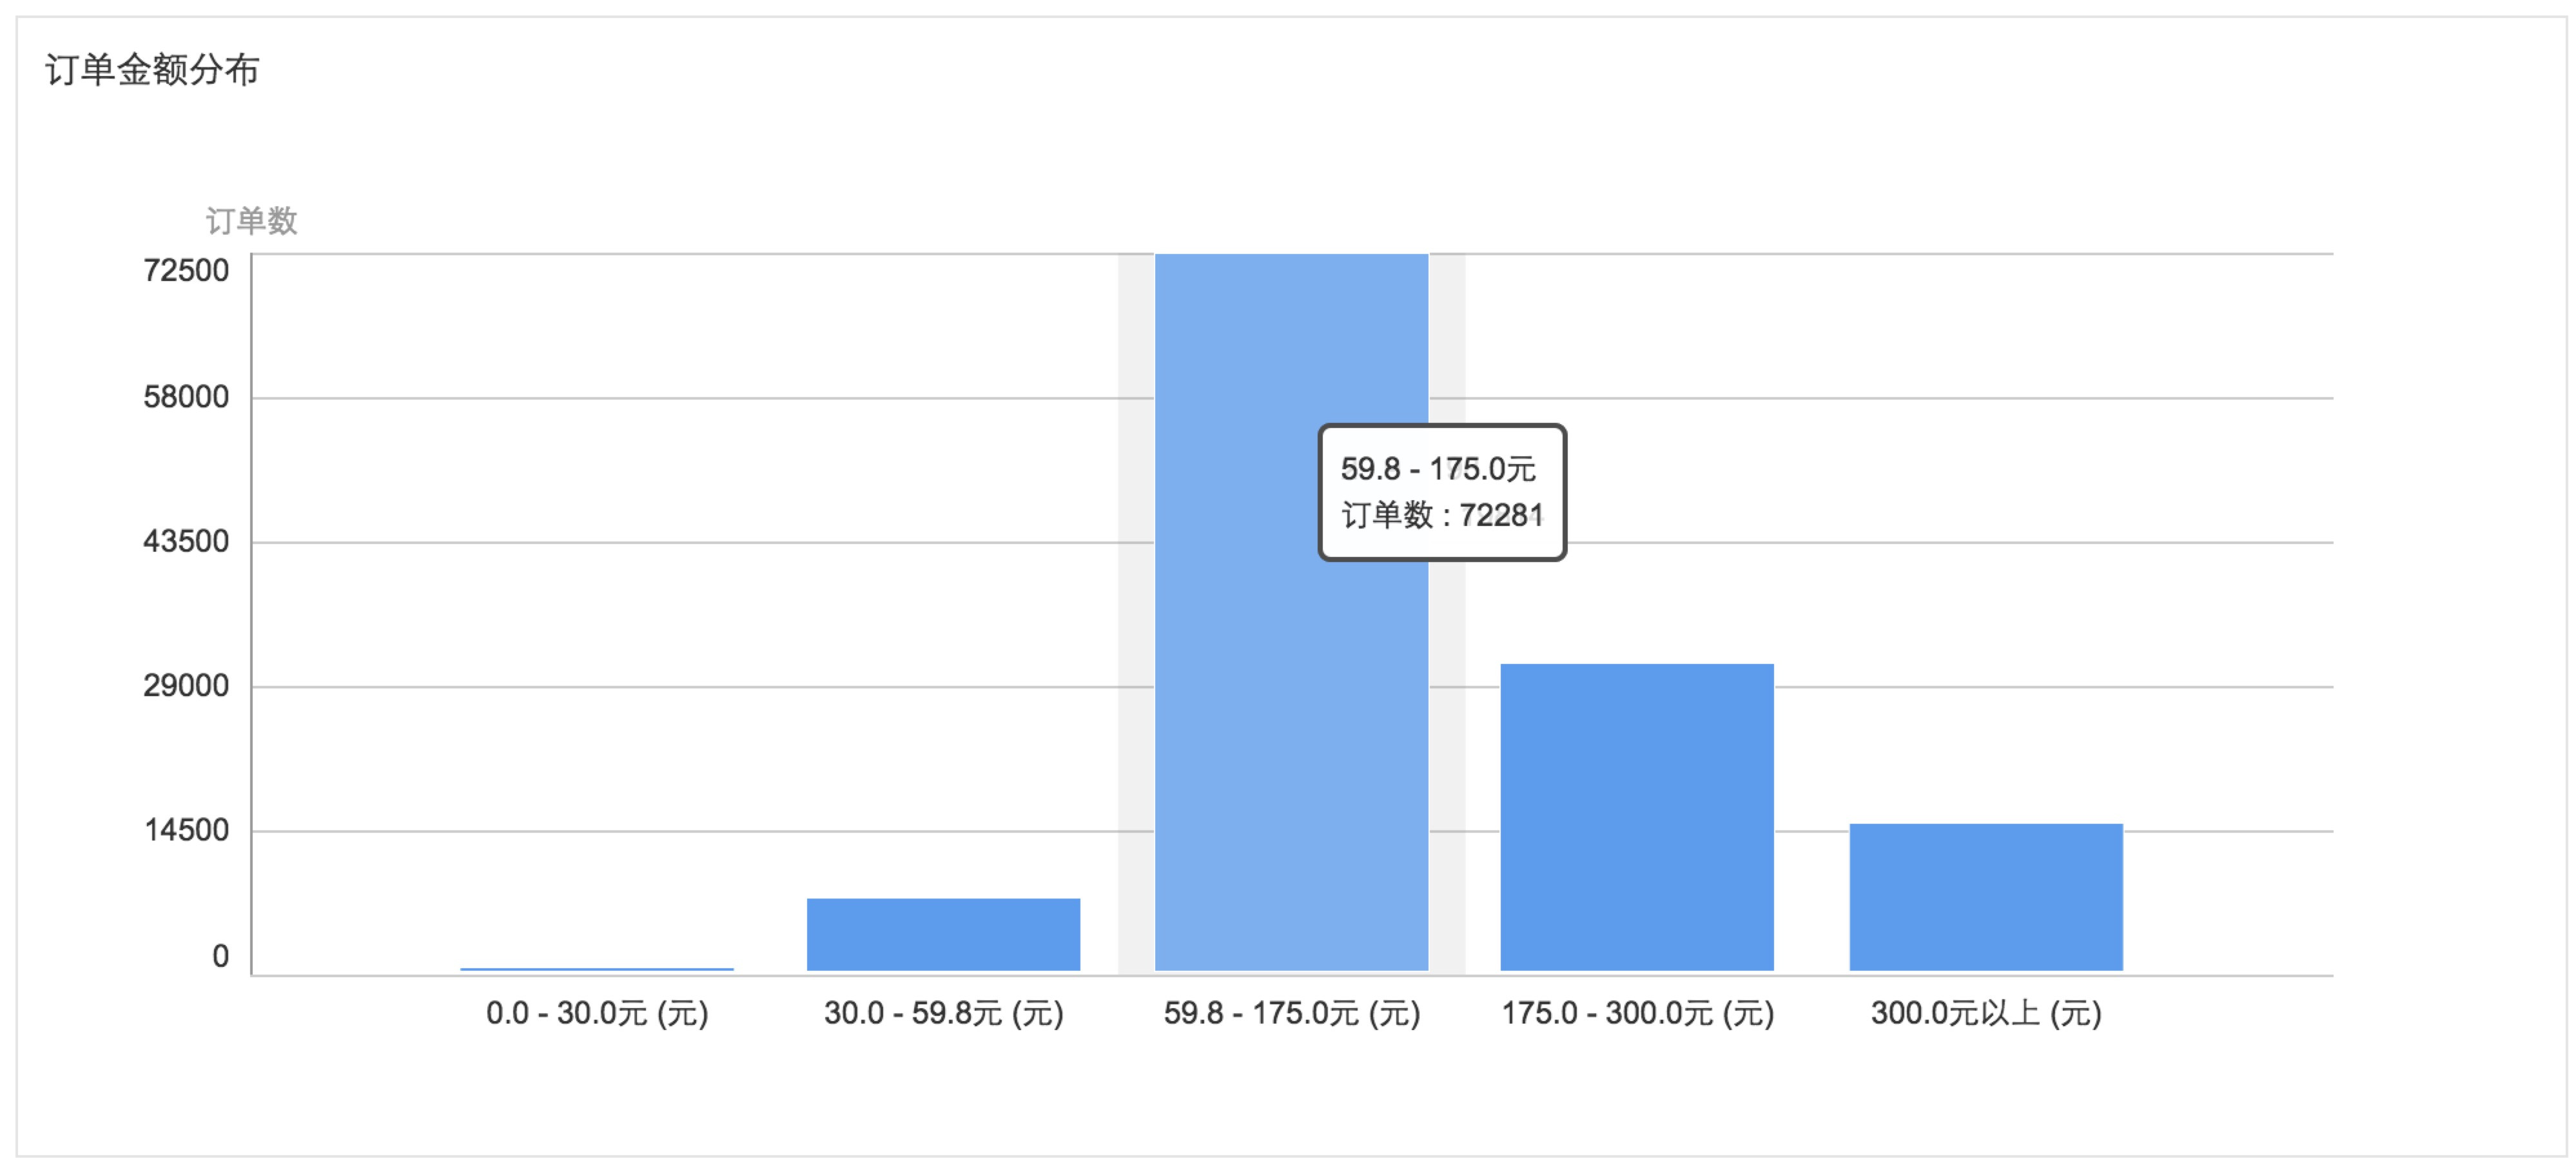 订单金额分布
订单数
72500
58000
43500
29000
14500
0
59.8 - 175.0元
订单数 : 72281
0.0 - 30.0元 (元)
30.0 - 59.8元 (元)
59.8 - 175.0元 (元)
175.0 - 300.0元 (元)
300.0元以上 (元)